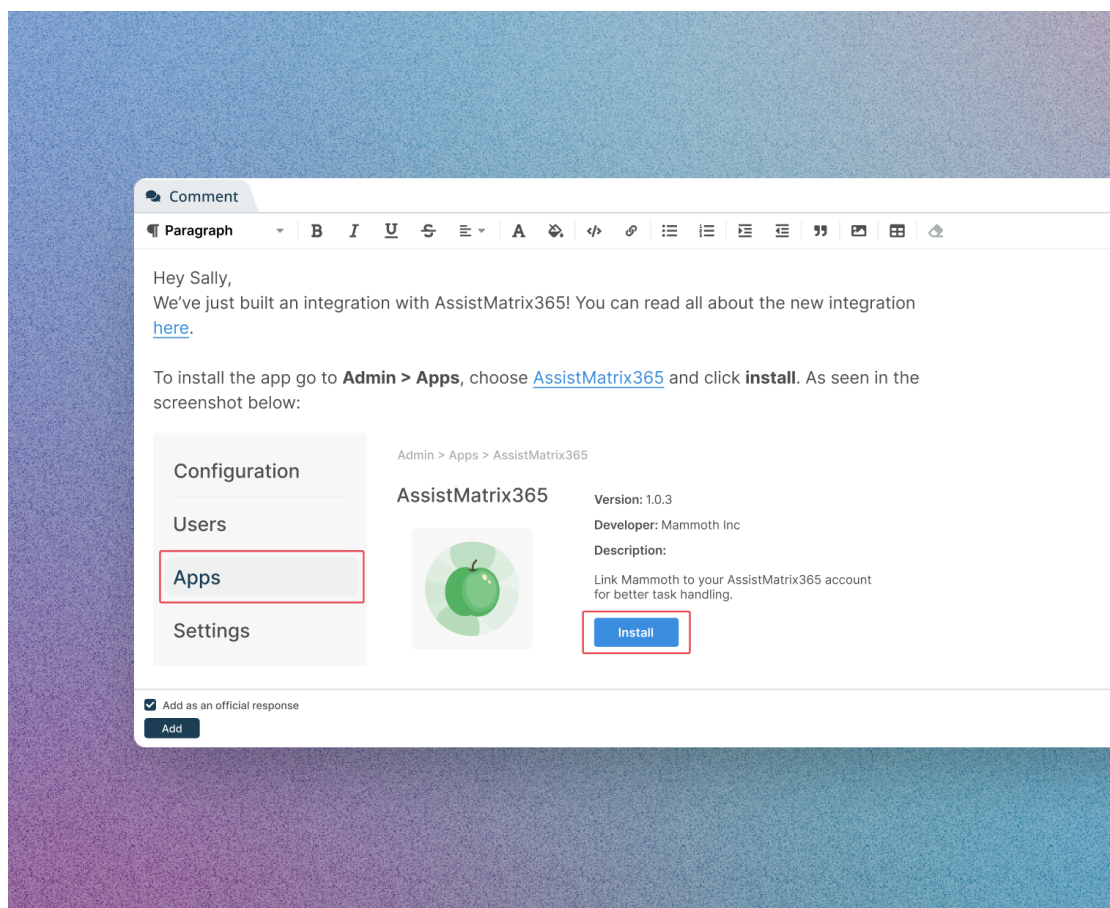 Comment
Paragraph
Hey Sally,
We’ve just built an integration with AssistMatrix365! You can read all about the new integration
here.
To install the app go to Admin > Apps, choose AssistMatrix365 and click install. As seen in the
screenshot below:
Configuration
Users
Apps
Settings
Admin > Apps > AssistMatrix365
AssistMatrix365
Version: 1.0.3
Developer: Mammoth Inc
Description:
Link Mammoth to your AssistMatrix365 account
for better task handling.
Install
Add as an official response
Add